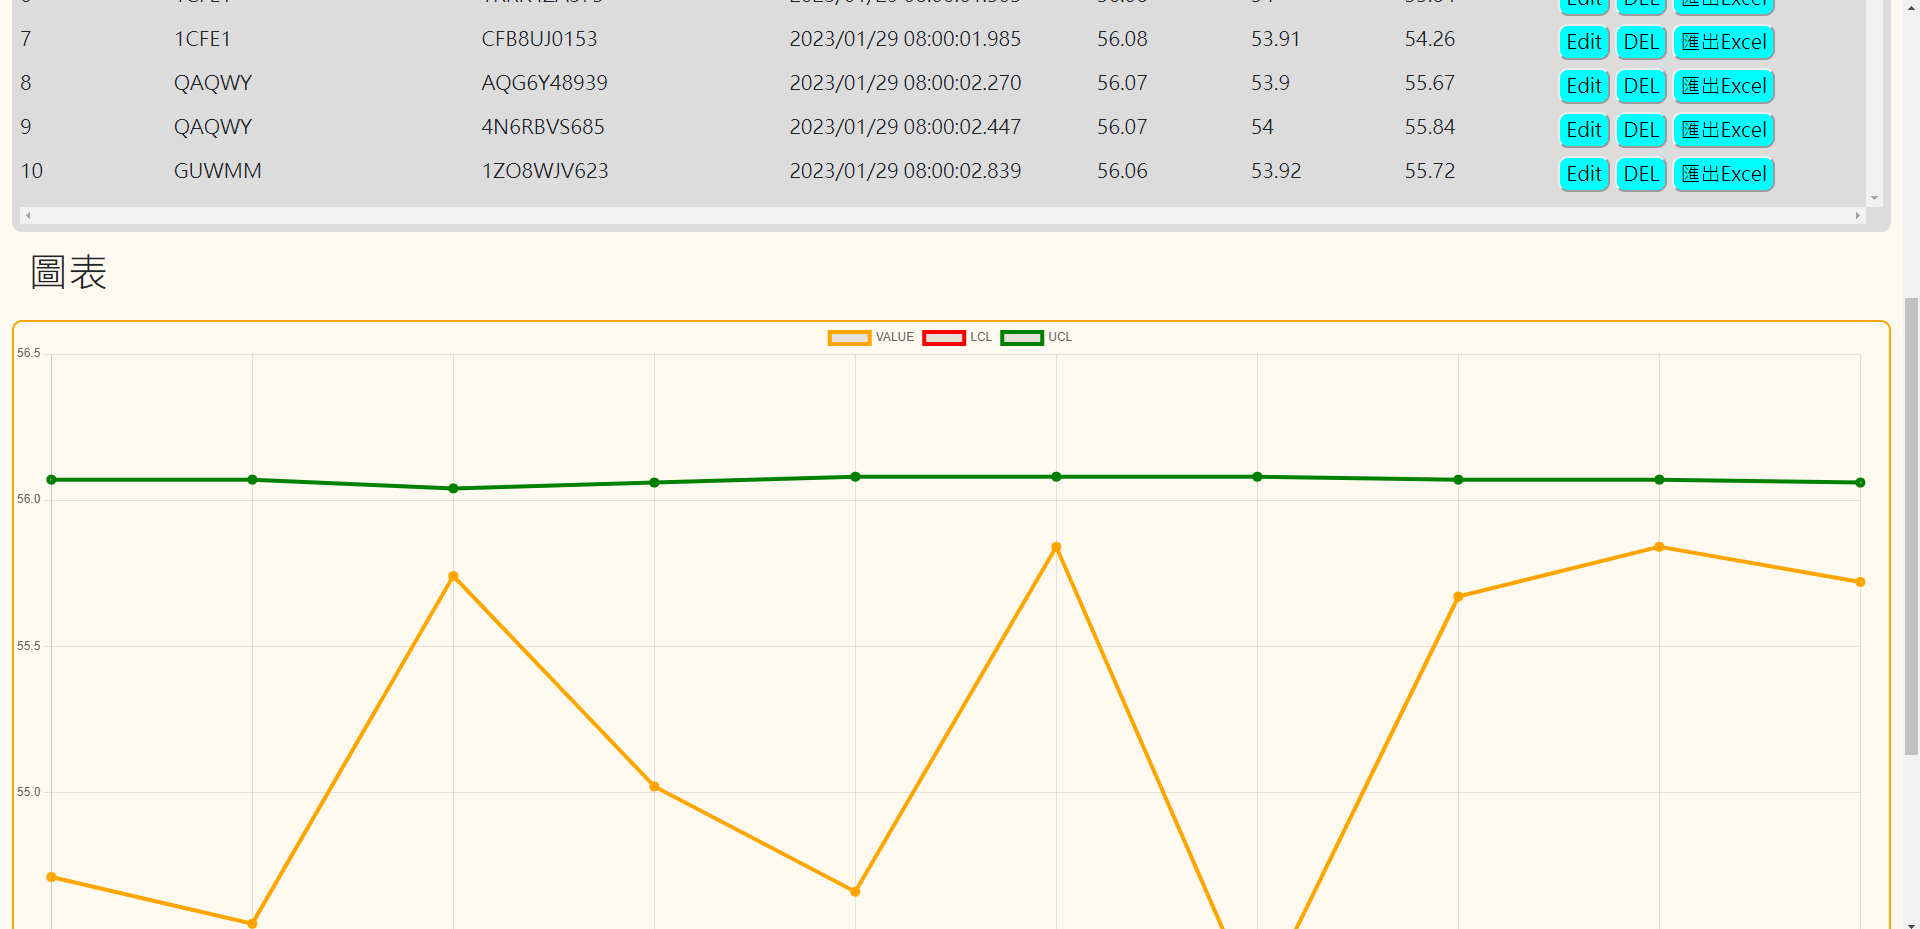 7 1CFE1 CFB8UJ0153 2023/01/29 08:00:01.985 56.08 53.91 54.26 Edit DEL 匯出Excel
8 QAQWY AQG6Y48939 2023/01/29 08:00:02.270 56.07 53.9 55.67 Edit DEL 匯出Excel
9 QAQWY 4N6RBVS685 2023/01/29 08:00:02.447 56.07 54 55.84 Edit DEL 匯出Excel
10 GUWMM 1ZO8WJV623 2023/01/29 08:00:02.839 56.06 53.92 55.72 Edit DEL 匯出Excel
圖表
VALUE LCL UCL
56.5
56.0
55.5
55.0